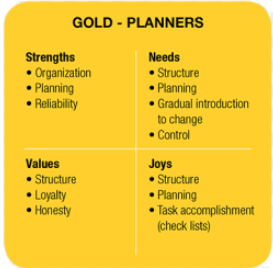 GOLD - PLANNERS
Strengths
• Organization
• Planning
• Reliability
Needs
• Structure
• Planning
• Gradual introduction
to change
• Control
Values
• Structure
• Loyalty
• Honesty
Joys
• Structure
• Planning
• Task accomplishment
(check lists)